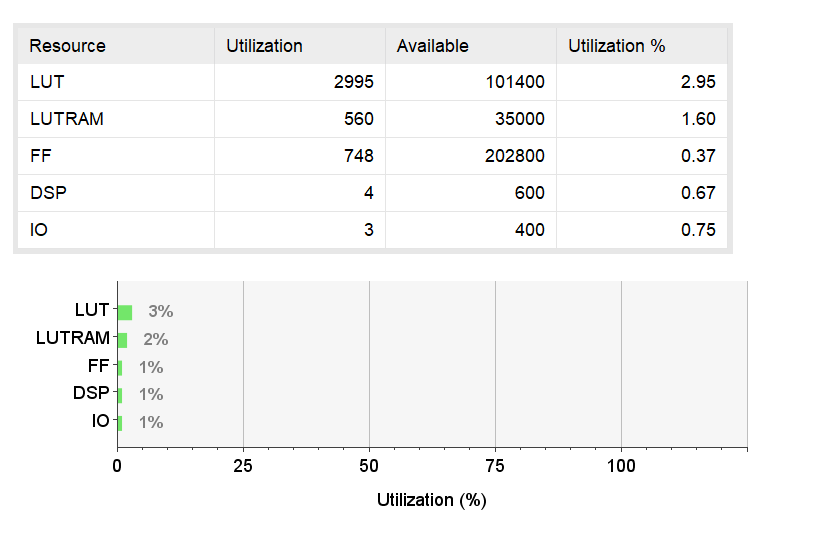 Resource Utilization Available Utilization %
LUT 2995 101400 2.95
LUTRAM 560 35000 1.60
FF 748 202800 0.37
DSP 4 600 0.67
IO 3 400 0.75
LUT 3%
LUTRAM 2%
FF 1%
DSP 1%
IO 1%
0 25 50 75 100
Utilization (%)